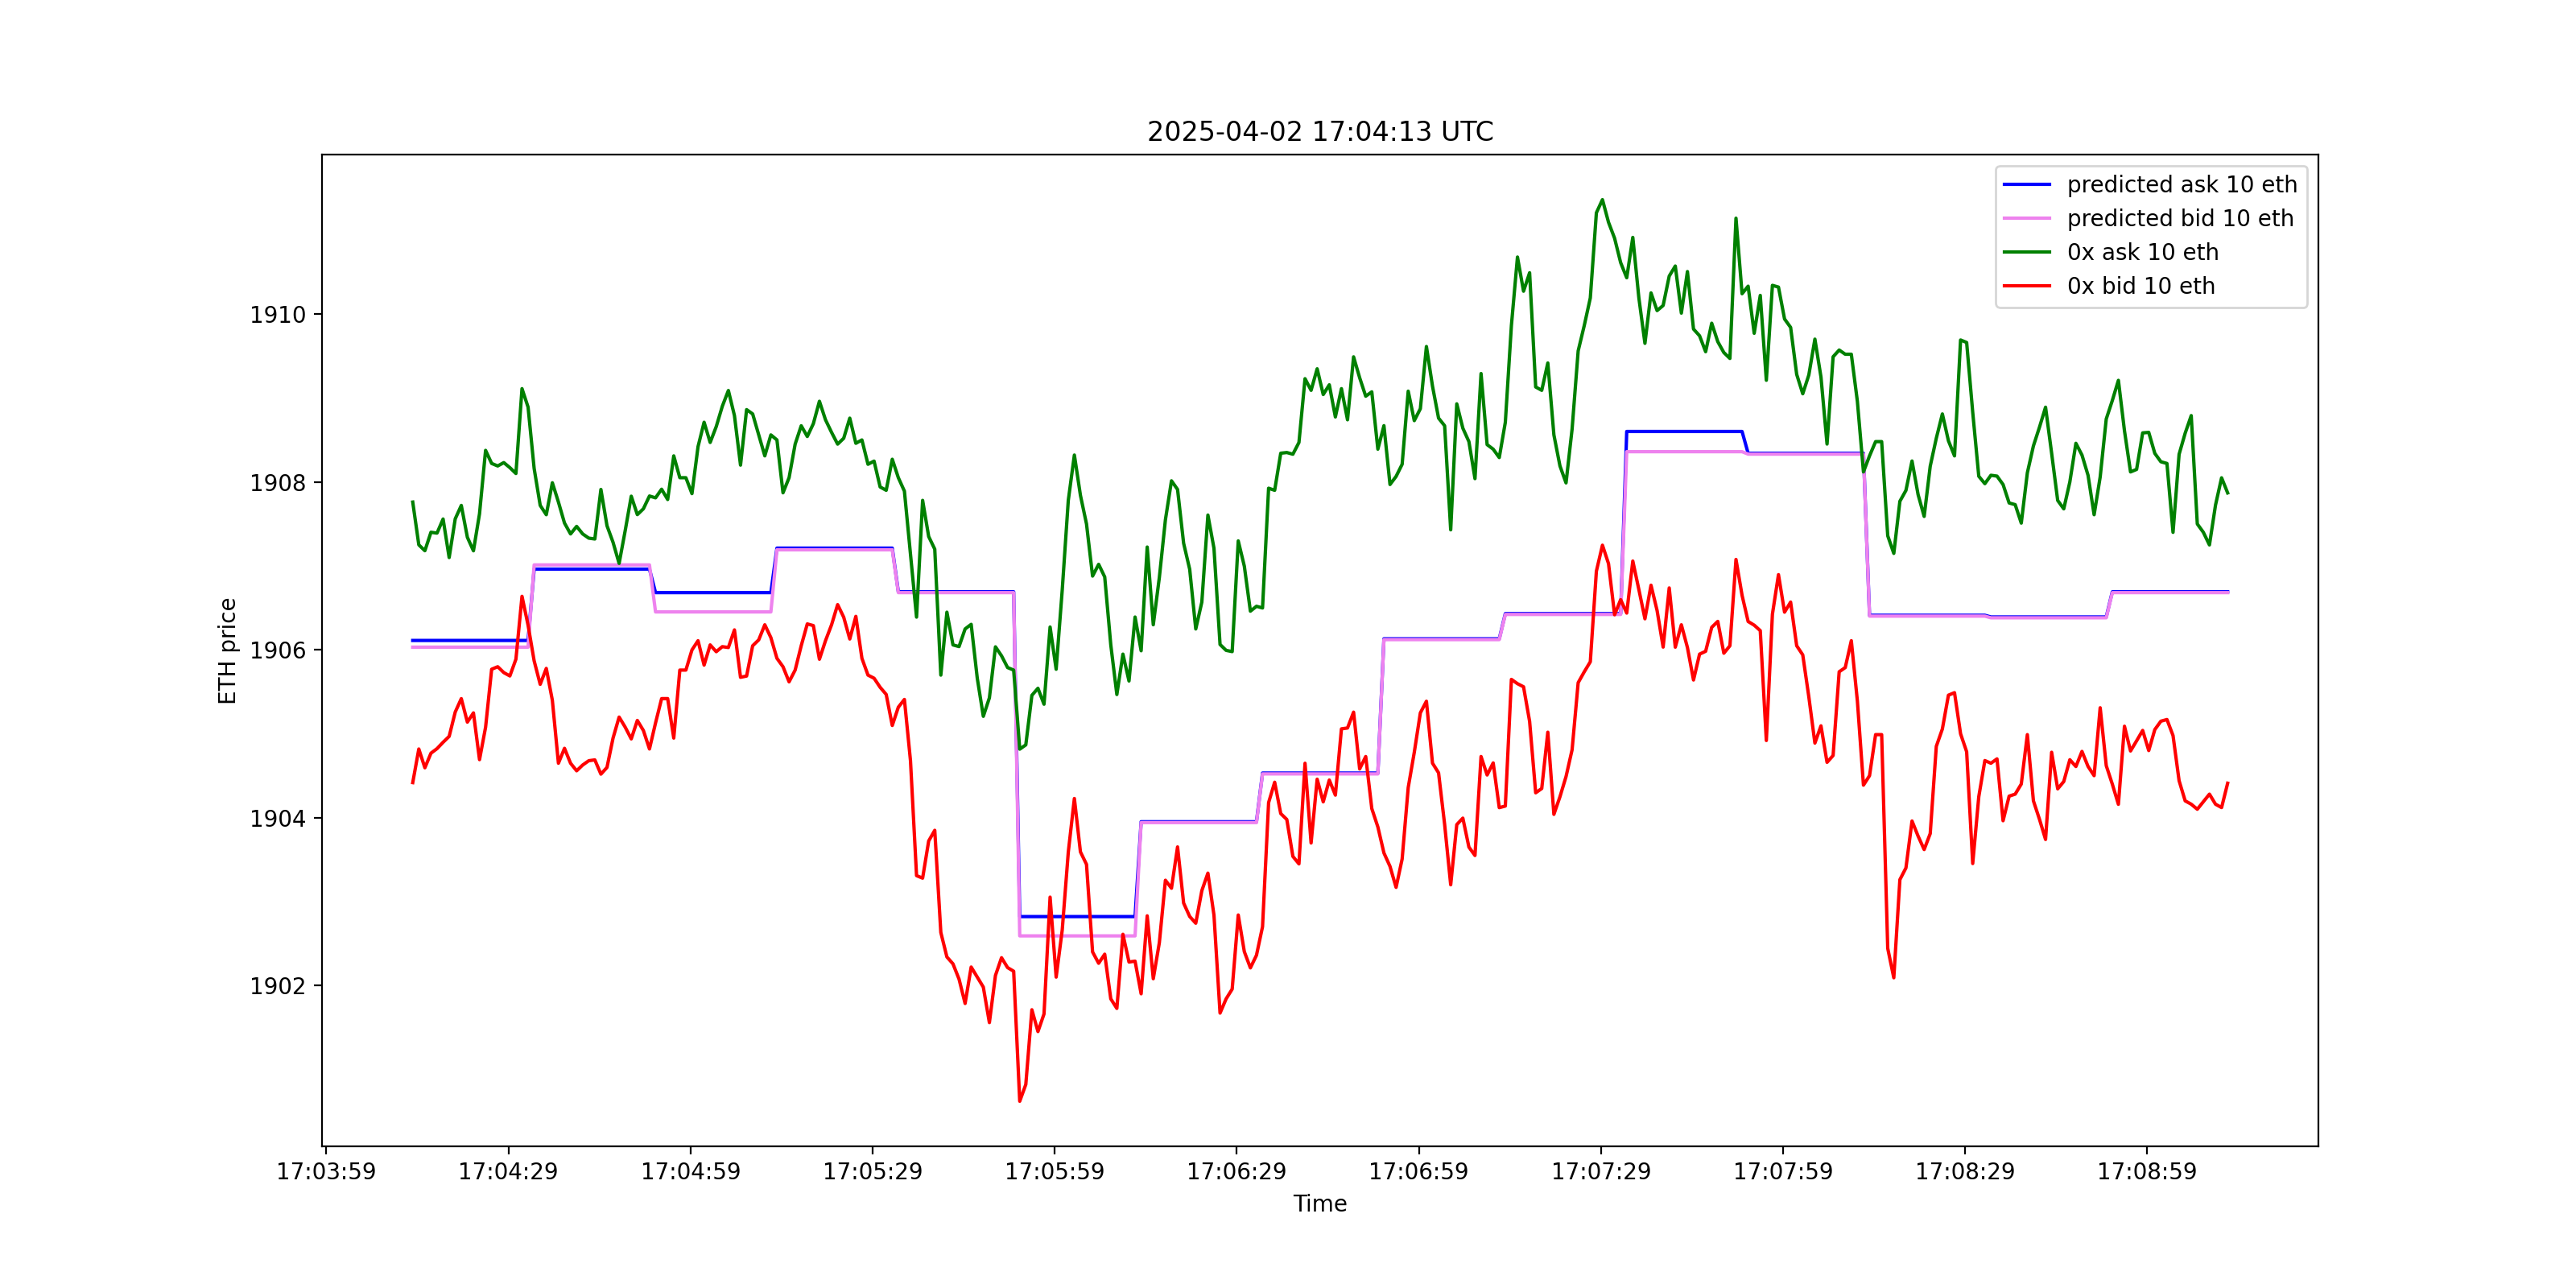 2025-04-02 17:04:13 UTC
predicted ask 10 eth
predicted bid 10 eth
0x ask 10 eth
0x bid 10 eth
ETH price
1910
1908
1906
1904
1902
17:03:59 17:04:29 17:04:59 17:05:29 17:05:59 17:06:29 17:06:59 17:07:29 17:07:59 17:08:29 17:08:59
Time